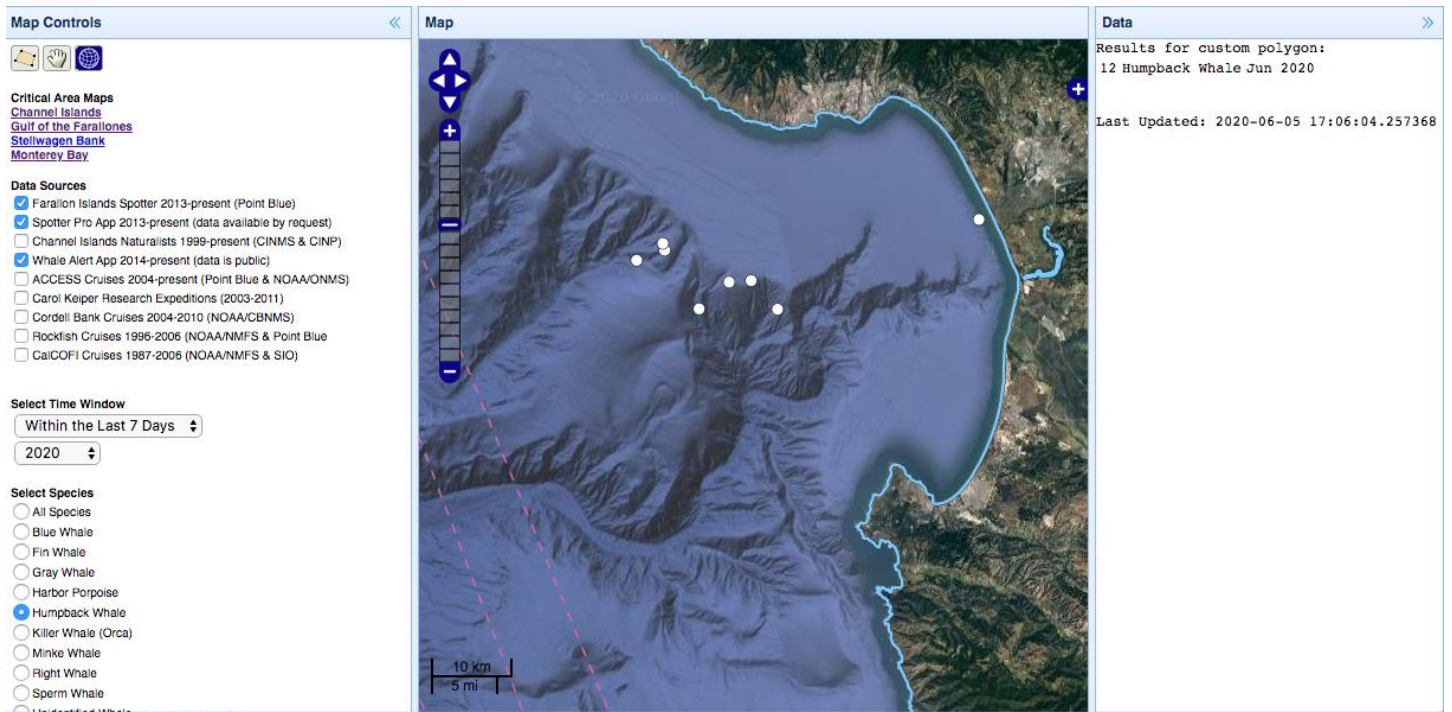 Map Controls
Critical Area Maps
Channel Islands
Gulf of the Farallones
Stellwagen Bank
Monterey Bay
Data Sources
Farallon Islands Spotter 2013-present (Point Blue)
Spotter Pro App 2013-present (data available by request)
Channel Islands Naturalists 1999-present (CINMS & CINP)
Whale Alert App 2014-present (data is public)
ACCESS Cruises 2004-present (Point Blue & NOAA/ONMS)
Carol Keiper Research Expeditions (2003-2011)
Cordell Bank Cruises 2004-2010 (NOAA/CBNMS)
Rockfish Cruises 1996-2006 (NOAA/NMFS & Point Blue
CalCOFI Cruises 1987-2006 (NOAA/NMFS & SIO)
Select Time Window
Within the Last 7 Days
2020
Select Species
All Species
Blue Whale
Fin Whale
Gray Whale
Harbor Porpoise
Humpback Whale
Killer Whale (Orca)
Minke Whale
Right Whale
Sperm Whale
Map
© 2020 Google
10 km
5 mi
Data
Results for custom polygon:
12 Humpback Whale Jun 2020
Last Updated: 2020-06-05 17:06:04.257368